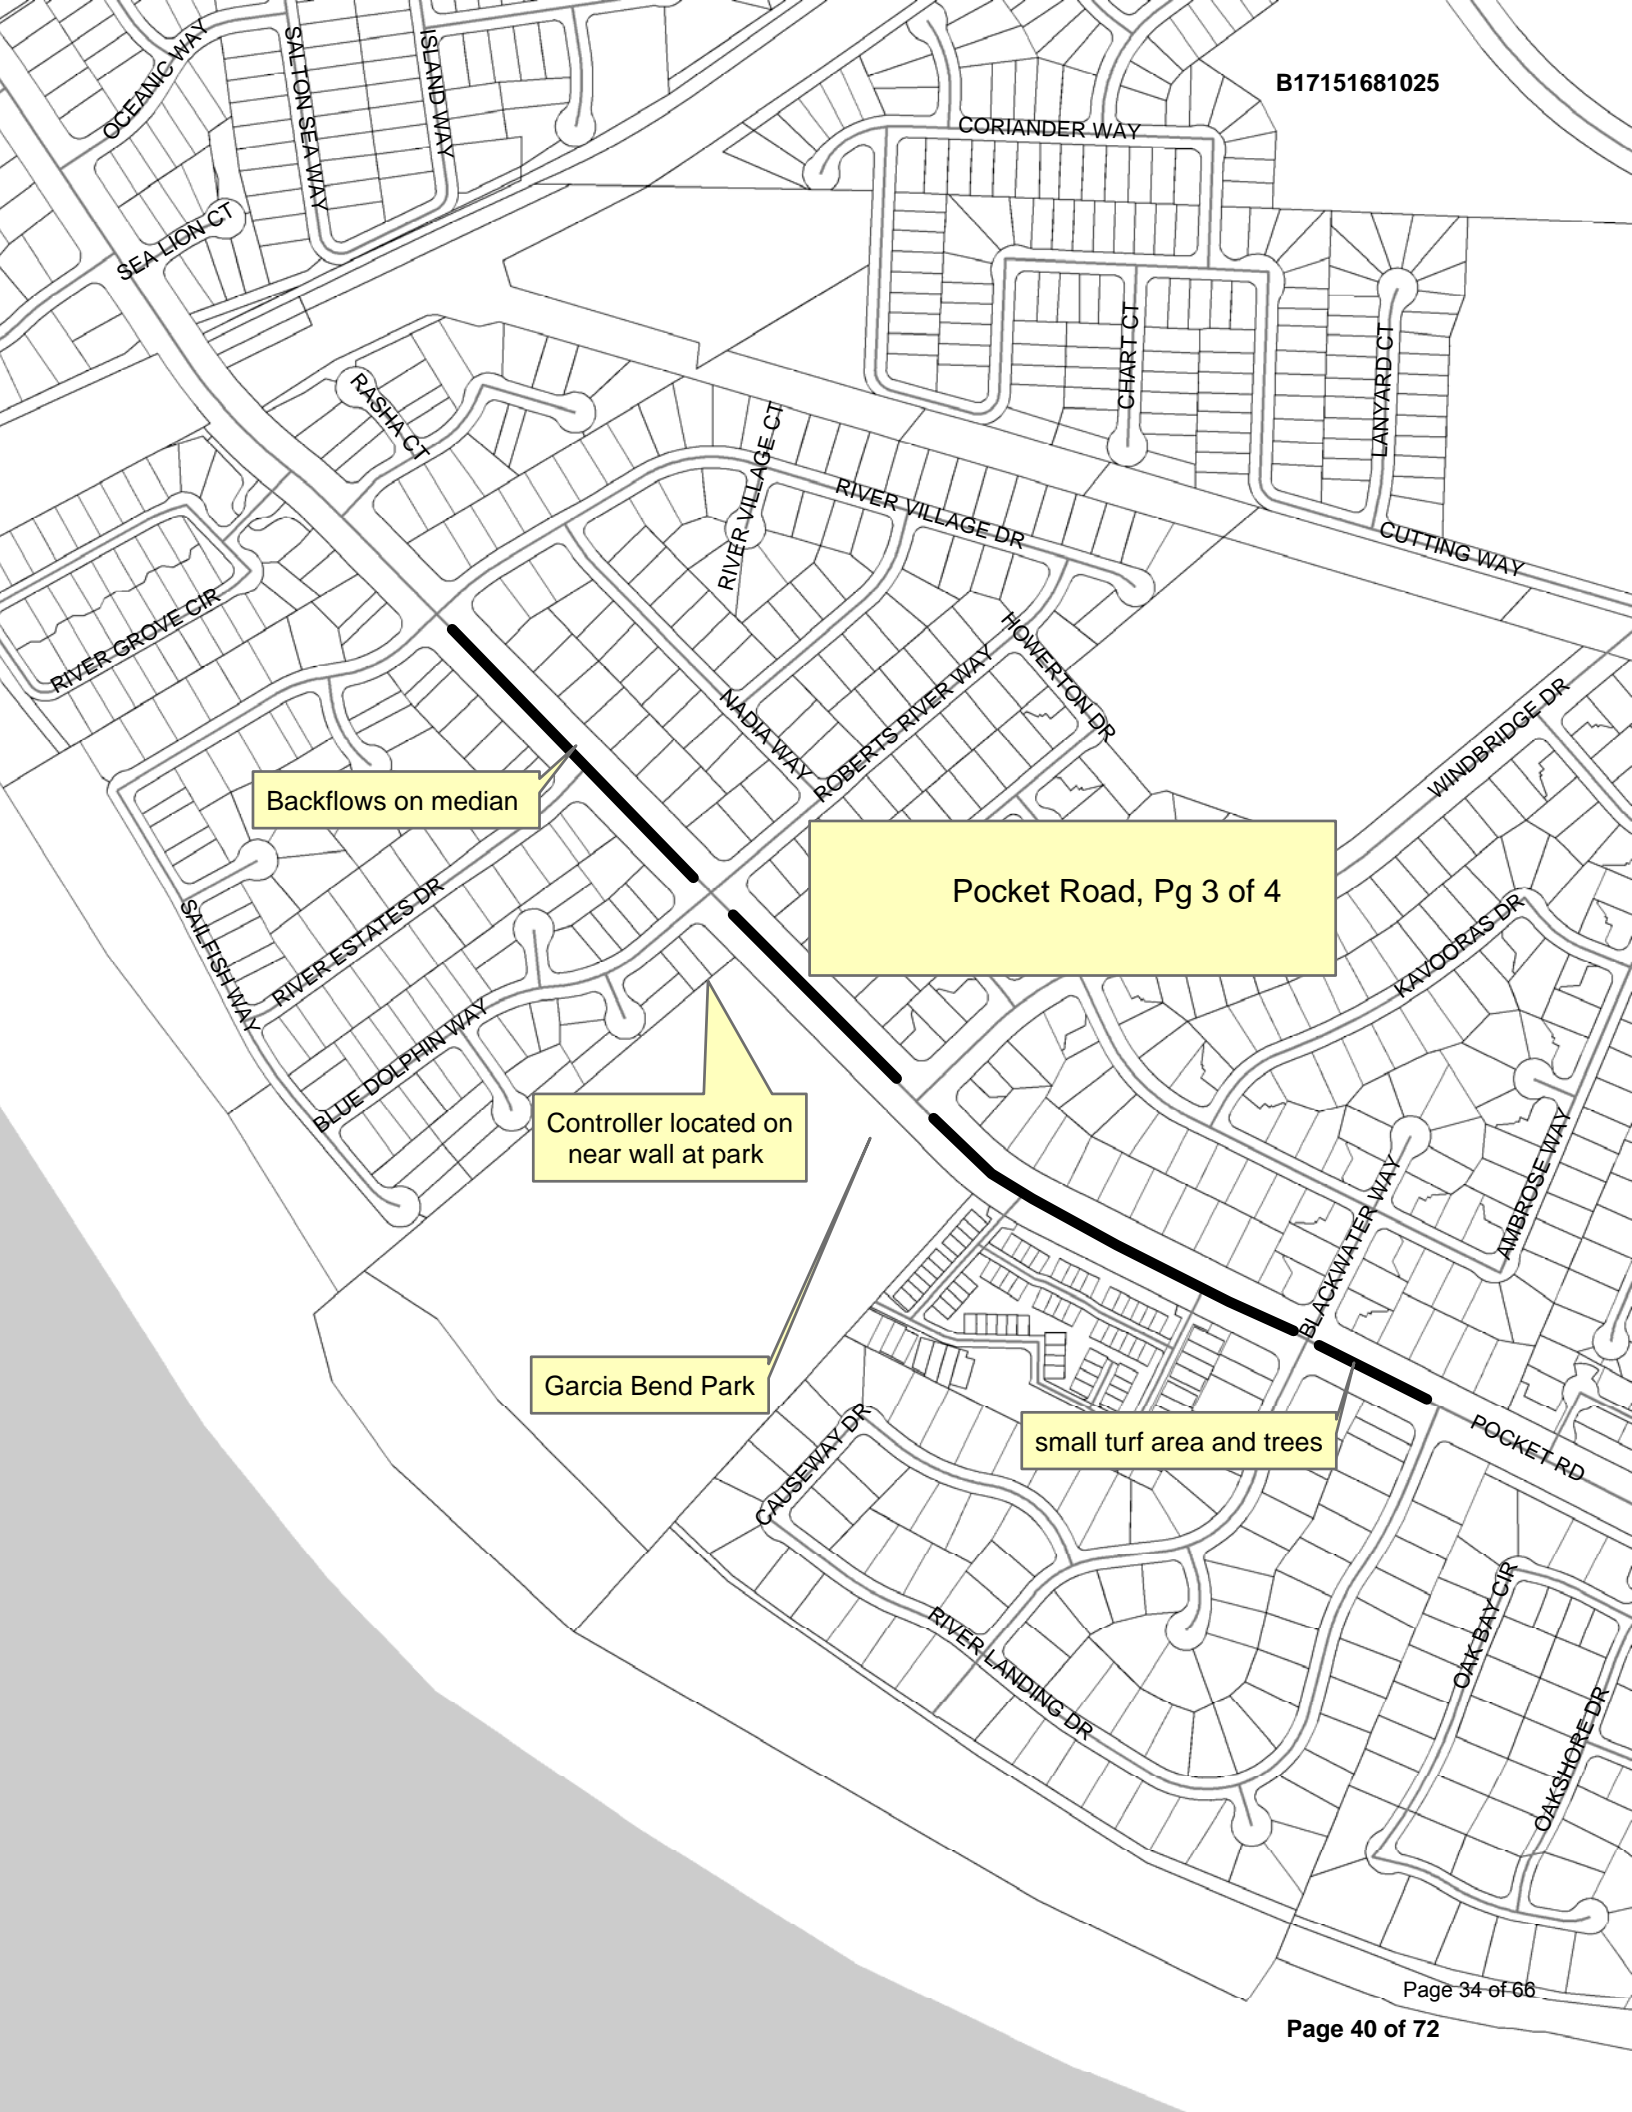 B17151681025
OCEANIC WAY
SALTON SEA WAY
ISLAND WAY
CORIANDER WAY
SEA LION CT
RASHA CT
CHART CT
LANYARD CT
RIVER VILLAGE CT
RIVER VILLAGE DR
CUTTING WAY
RIVER GROVE CIR
HOWERTON DR
NADIA WAY
ROBERTS RIVER WAY
WINDBRIDGE DR
Backflows on median
Pocket Road, Pg 3 of 4
SAILFISH WAY
RIVER ESTATES DR
KAVOORAS DR
BLUE DOLPHIN WAY
Controller located on
near wall at park
AMBROSE WAY
BLACKWATER WAY
Garcia Bend Park
small turf area and trees
POCKET RD
CAUSEWAY DR
RIVER LANDING DR
OAK BAY CIR
OAKSHORE DR
Page 34 of 66
Page 40 of 72